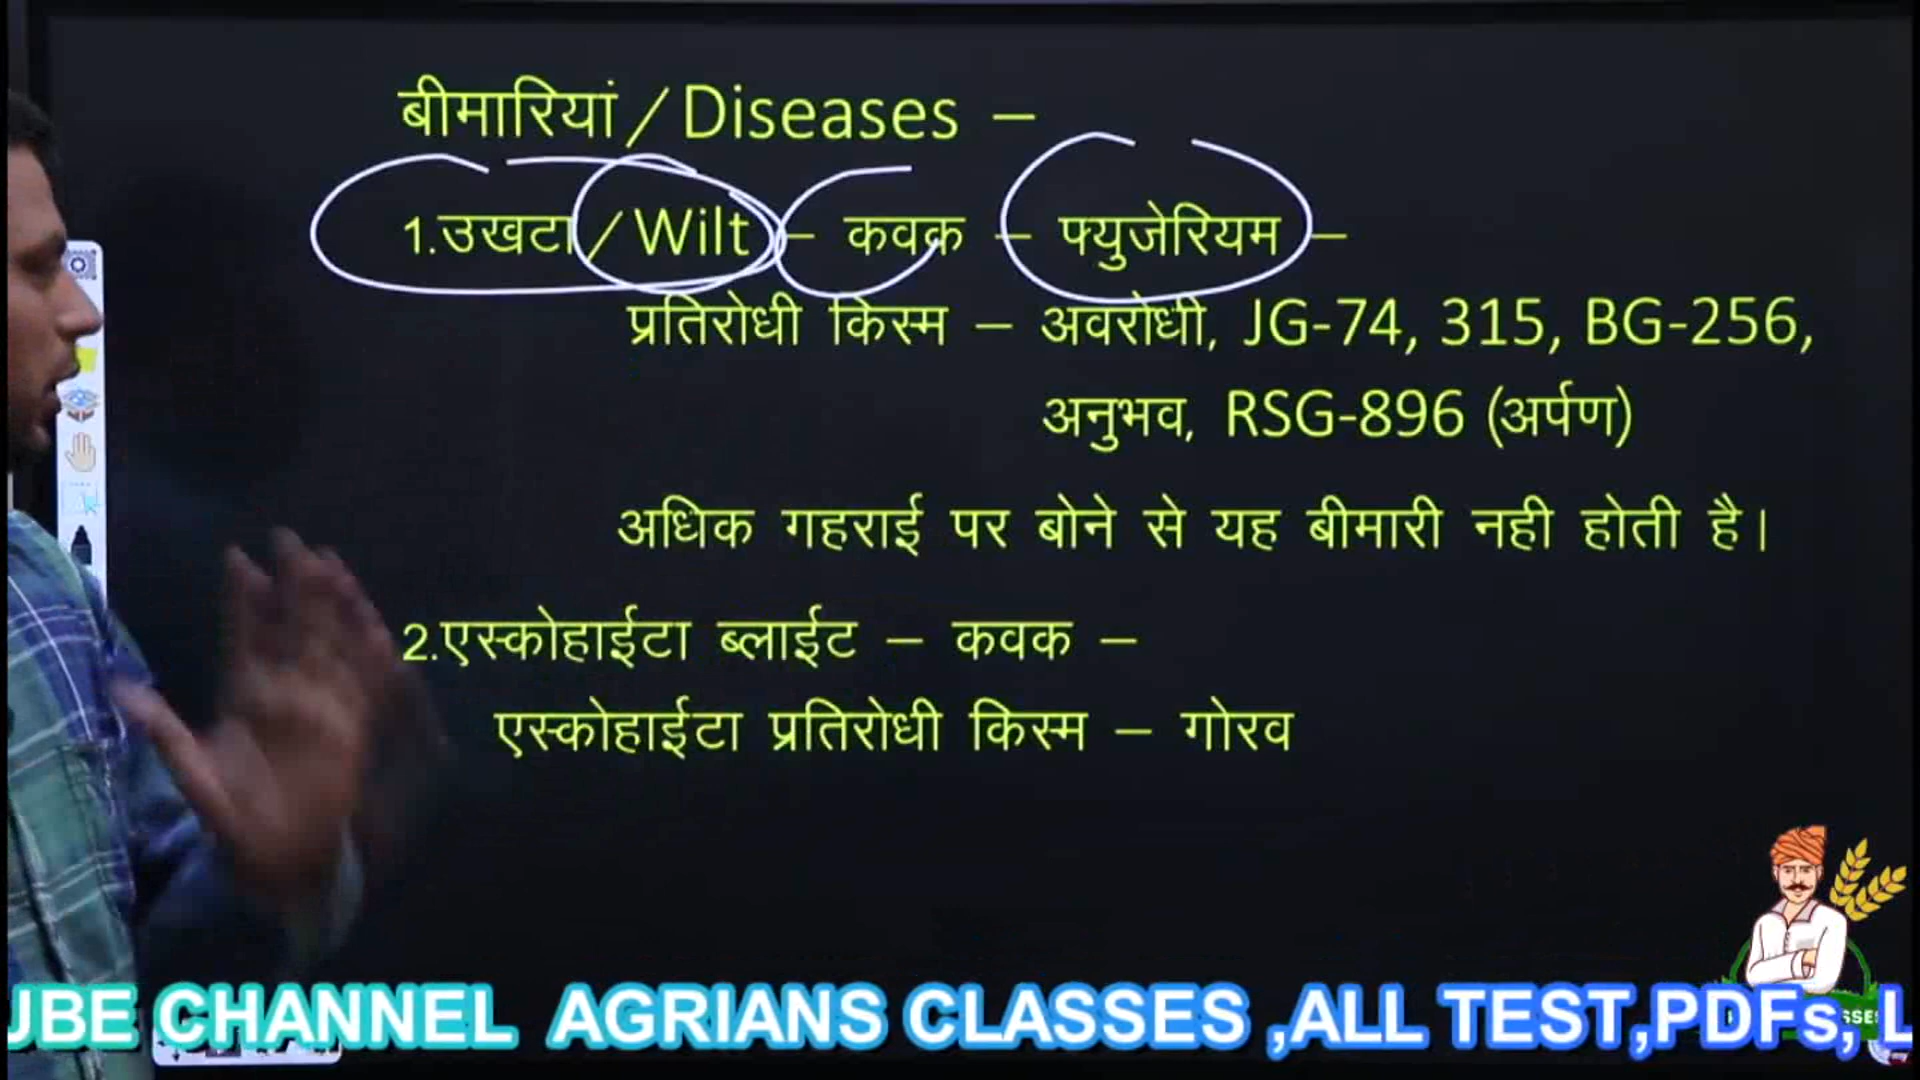 बीमारियां / Diseases –
1.उखटा / Wilt – कवक – फ्युजेरियम –
प्रतिरोधी किस्म – अवरोधी, JG-74, 315, BG-256,
अनुभव, RSG-896 (अर्पण)
अधिक गहराई पर बोने से यह बीमारी नही होती है।
2.एस्कोहाईटा ब्लाईट – कवक –
एस्कोहाईटा प्रतिरोधी किस्म – गोरव
UBE CHANNEL AGRIANS CLASSES ,ALL TEST,PDFs, L